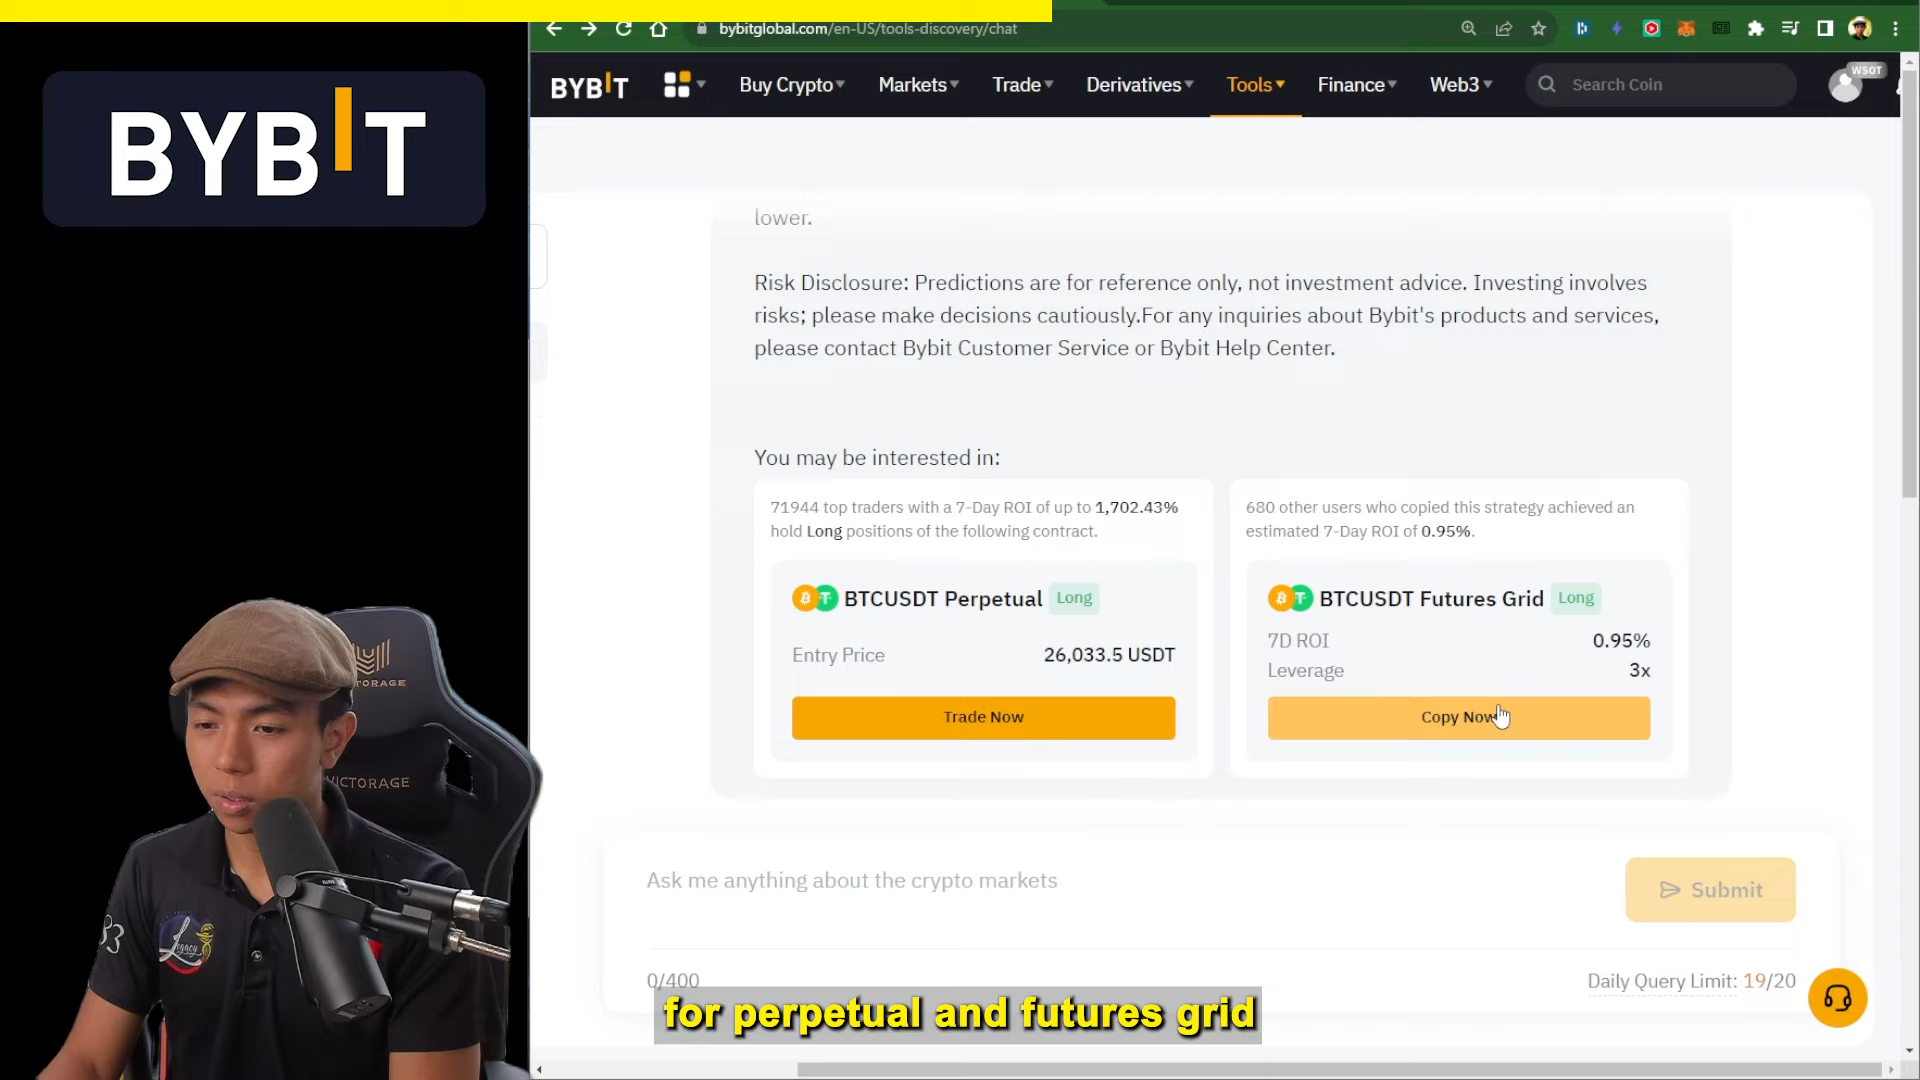 bybitglobal.com/en-US/tools-discovery/chat
BYBIT
BYBIT
Buy Crypto
Markets
Trade
Derivatives
Tools
Finance
Web3
Search Coin
WSOT
lower.
Risk Disclosure: Predictions are for reference only, not investment advice. Investing involves
risks; please make decisions cautiously.For any inquiries about Bybit's products and services,
please contact Bybit Customer Service or Bybit Help Center.
You may be interested in:
71944 top traders with a 7-Day ROI of up to 1,702.43%
hold Long positions of the following contract.
BTCUSDT Perpetual Long
Entry Price 26,033.5 USDT
Trade Now
680 other users who copied this strategy achieved an
estimated 7-Day ROI of 0.95%.
BTCUSDT Futures Grid Long
7D ROI 0.95%
Leverage 3x
Copy Now
Ask me anything about the crypto markets
Submit
0/400
Daily Query Limit: 19/20
for perpetual and futures grid
Legacy